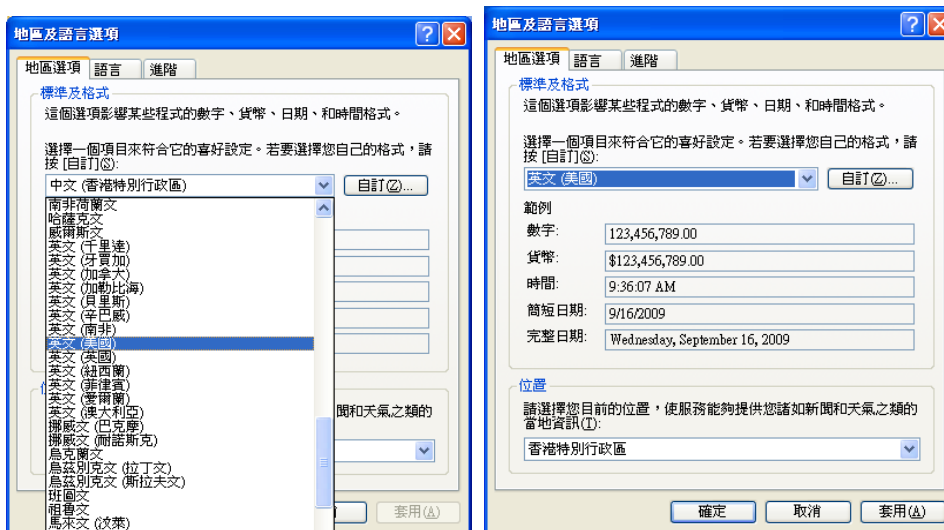 地區及語言選項
地區選項 語言 進階
標準及格式
這個選項影響某些程式的數字、貨幣、日期、和時間格式。
選擇一個項目來符合它的喜好設定。若要選擇您自己的格式，請
按 [自訂](S):
中文 (香港特別行政區)
自訂(Z)...
南非荷蘭文
哈薩克文
威爾斯文
英文 (千里達)
英文 (牙買加)
英文 (加拿大)
英文 (加勒比海)
英文 (貝里斯)
英文 (辛巴威)
英文 (南非)
英文 (美國)
英文 (英國)
英文 (紐西蘭)
英文 (菲律賓)
英文 (愛爾蘭)
英文 (澳大利亞)
挪威文 (巴克摩)
挪威文 (耐諾斯克)
烏克蘭文
烏茲別克文 (拉丁文)
烏茲別克文 (斯拉夫文)
班圖文
祖魯文
馬來文 (汶萊)
聞和天氣之類的
套用(A)
地區及語言選項
地區選項 語言 進階
標準及格式
這個選項影響某些程式的數字、貨幣、日期、和時間格式。
選擇一個項目來符合它的喜好設定。若要選擇您自己的格式，請
按 [自訂](S):
英文 (美國)
自訂(Z)...
範例
數字: 123,456,789.00
貨幣: $123,456,789.00
時間: 9:36:07 AM
簡短日期: 9/16/2009
完整日期: Wednesday, September 16, 2009
位置
請選擇您目前的位置，使服務能夠提供您諸如新聞和天氣之類的
當地資訊(T):
香港特別行政區
確定 取消 套用(A)